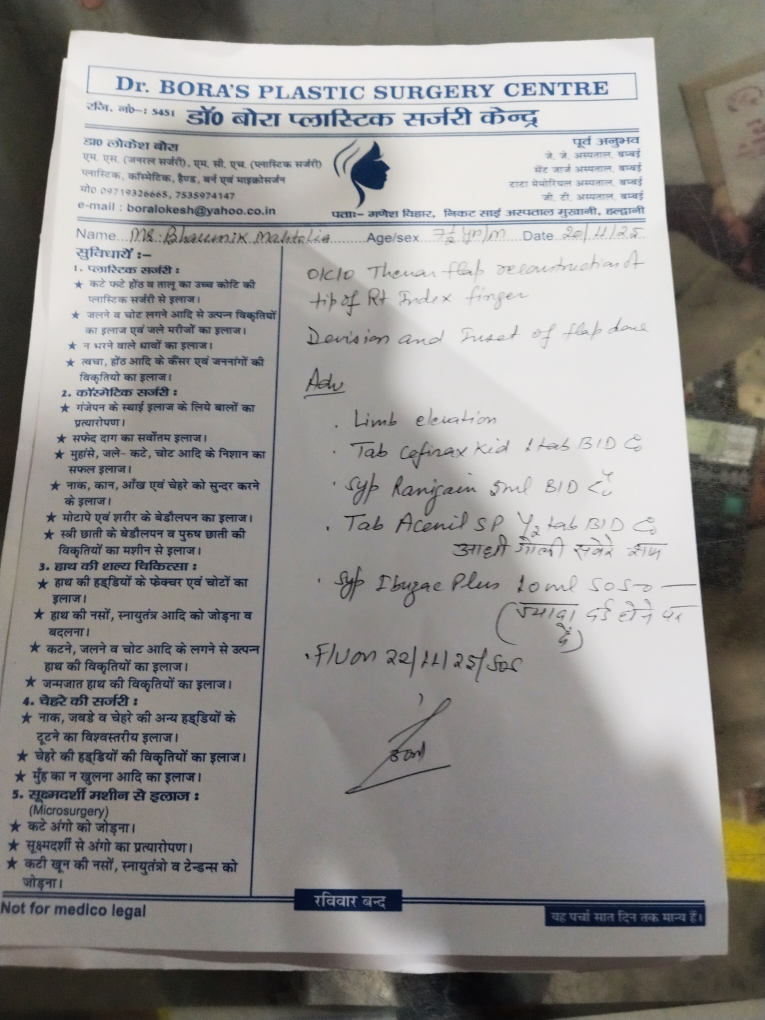 Dr. BORA'S PLASTIC SURGERY CENTRE
रजि. नं०-: 5451 डॉ० बोरा प्लास्टिक सर्जरी केन्द्र
डा० लोकेश बोरा
एम. एस. (जनरल सर्जरी), एम. सी. एच. (प्लास्टिक सर्जरी)
प्लास्टिक, कॉस्मेटिक, हैण्ड, बर्न एवं माइक्रोसर्जन
मो० 09719326665, 7535974147
e-mail : boralokesh@yahoo.co.in
पूर्व अनुभव
जे. जे. अस्पताल, बम्बई
सेंट जार्ज अस्पताल, बम्बई
टाटा मेमोरियल अस्पताल, बम्बई
जी. टी. अस्पताल, बम्बई
पताः- गणेश विहार, निकट साई अस्पताल मुखानी, हल्द्वानी
Name Mr. Bhaumik Age/sex yr/m Date 20/11/25
सुविधायें :-
1. प्लास्टिक सर्जरी :
★ कटे फटे होंठ व तालू का उच्च कोटि की
प्लास्टिक सर्जरी से इलाज।
★ जलने व चोट लगने आदि से उत्पन्न विकृतियों
का इलाज एवं जले मरीजों का इलाज।
★ न भरने वाले घावों का इलाज।
★ त्वचा, होंठ आदि के कैंसर एवं जननांगों की
विकृतियो का इलाज।
2. कॉस्मेटिक सर्जरी :
★ गंजेपन के स्थाई इलाज के लिये बालों का
प्रत्यारोपण।
★ सफेद दाग का सर्वोतम इलाज।
★ मुहांसे, जले- कटे, चोट आदि के निशान का
सफल इलाज।
★ नाक, कान, आँख एवं चेहरे को सुन्दर करने
के इलाज।
★ मोटापे एवं शरीर के बेडौलपन का इलाज।
★ स्त्री छाती के बेडौलपन व पुरुष छाती की
विकृतियों का मशीन से इलाज।
3. हाथ की शल्य चिकित्सा :
★ हाथ की हड्डियों के फेक्चर एवं चोटों का
इलाज।
★ हाथ की नसों, स्नायुतंत्र आदि को जोड़ना व
बदलना।
★ कटने, जलने व चोट आदि के लगने से उत्पन्न
हाथ की विकृतियों का इलाज।
★ जन्मजात हाथ की विकृतियों का इलाज।
4. चेहरे की सर्जरी :
★ नाक, जबडे व चेहरे की अन्य हड्डियों के
टूटने का विश्वस्तरीय इलाज।
★ चेहरे की हड्डियों की विकृतियों का इलाज।
★ मुँह का न खुलना आदि का इलाज।
5. सूक्ष्मदर्शी मशीन से इलाज :
(Microsurgery)
★ कटे अंगो को जोड़ना।
★ सूक्ष्मदर्शी से अंगो का प्रत्यारोपण।
★ कटी खून की नसों, स्नायुतंत्रो व टेन्डन्स को
जोड़ना।
O/C/O Thenar flap reconstruction of
tip of Rt Index finger
Devision and Inset of flap done
Adv
. Limb elevation
. Tab Cefinax Kid 1 tab BID
. Syp 5ml BID
. Tab Acenil SP 1/2 tab BID
आधी गोली सवेरे शाम
. Syp Plus 10ml SOS
(ज्यादा दर्द होने पर
दें)
. F/U on 22/11/25/SOS
रविवार बन्द
Not for medico legal
यह पर्चा सात दिन तक मान्य हैं।